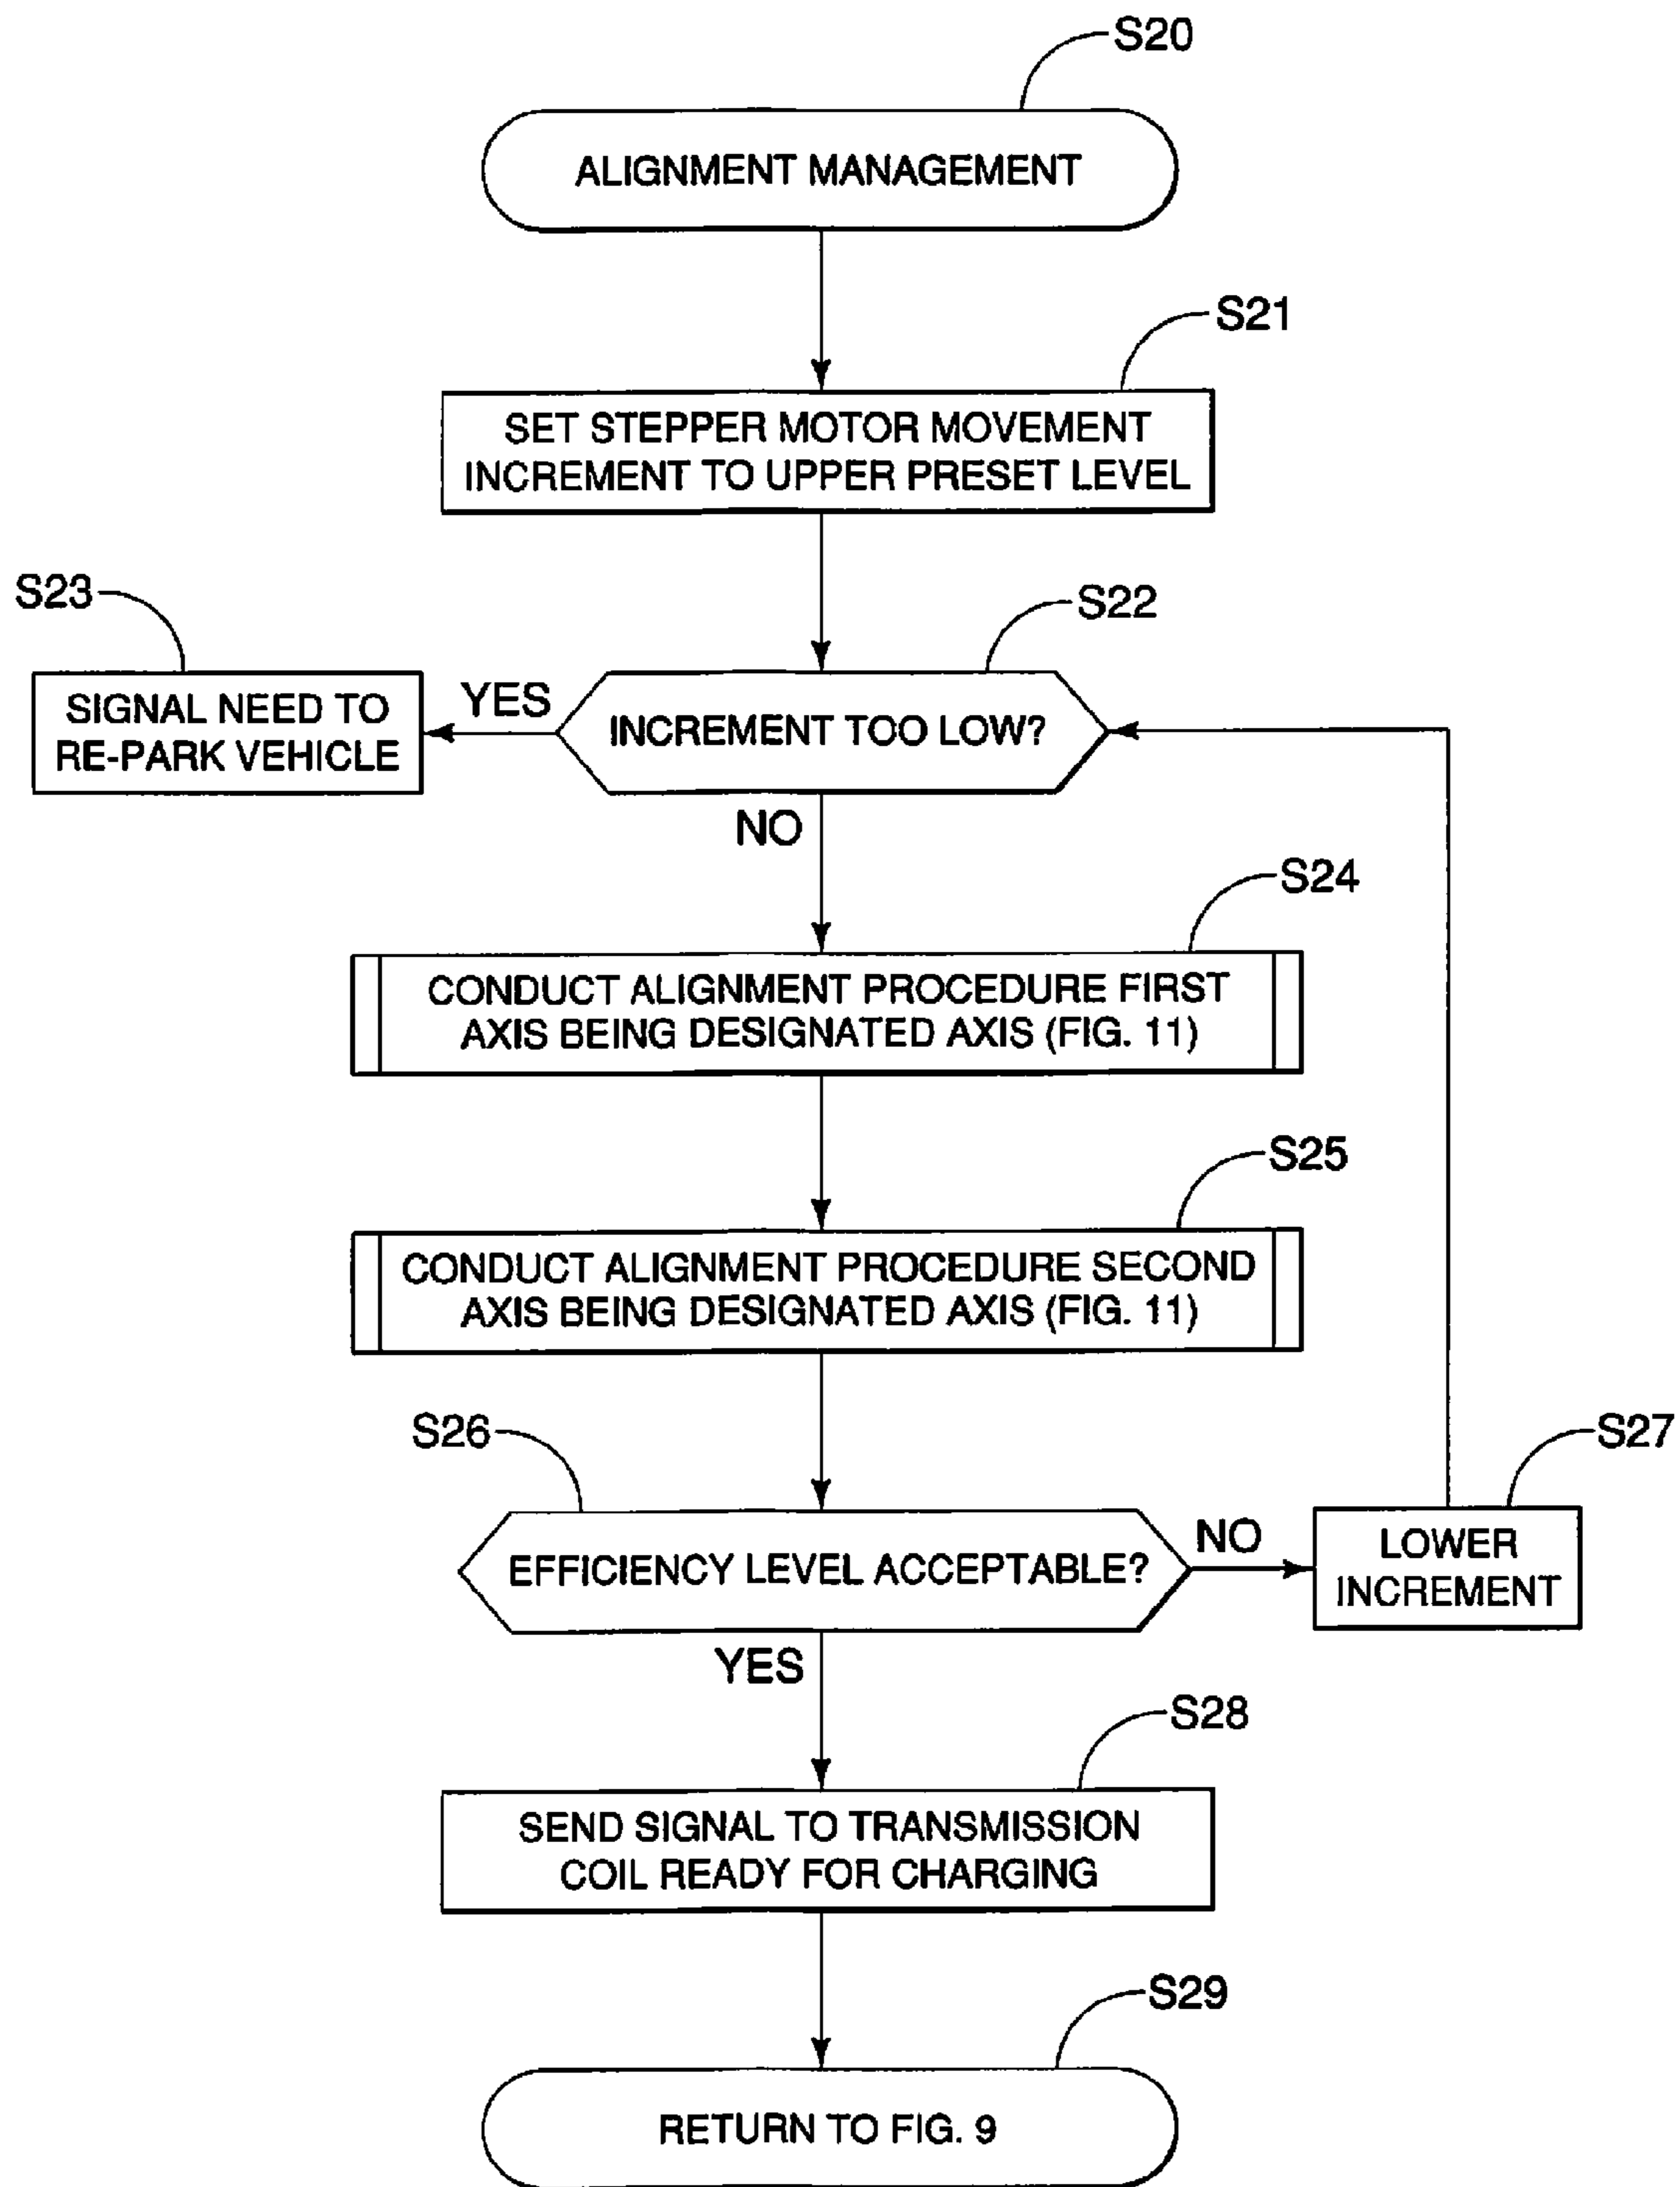 S20
ALIGNMENT MANAGEMENT
S21
SET STEPPER MOTOR MOVEMENT
INCREMENT TO UPPER PRESET LEVEL
S23
S22
SIGNAL NEED TO
RE-PARK VEHICLE
YES
INCREMENT TOO LOW?
NO
S24
CONDUCT ALIGNMENT PROCEDURE FIRST
AXIS BEING DESIGNATED AXIS (FIG. 11)
S25
CONDUCT ALIGNMENT PROCEDURE SECOND
AXIS BEING DESIGNATED AXIS (FIG. 11)
S26
S27
EFFICIENCY LEVEL ACCEPTABLE?
NO
LOWER
INCREMENT
YES
S28
SEND SIGNAL TO TRANSMISSION
COIL READY FOR CHARGING
S29
RETURN TO FIG. 9